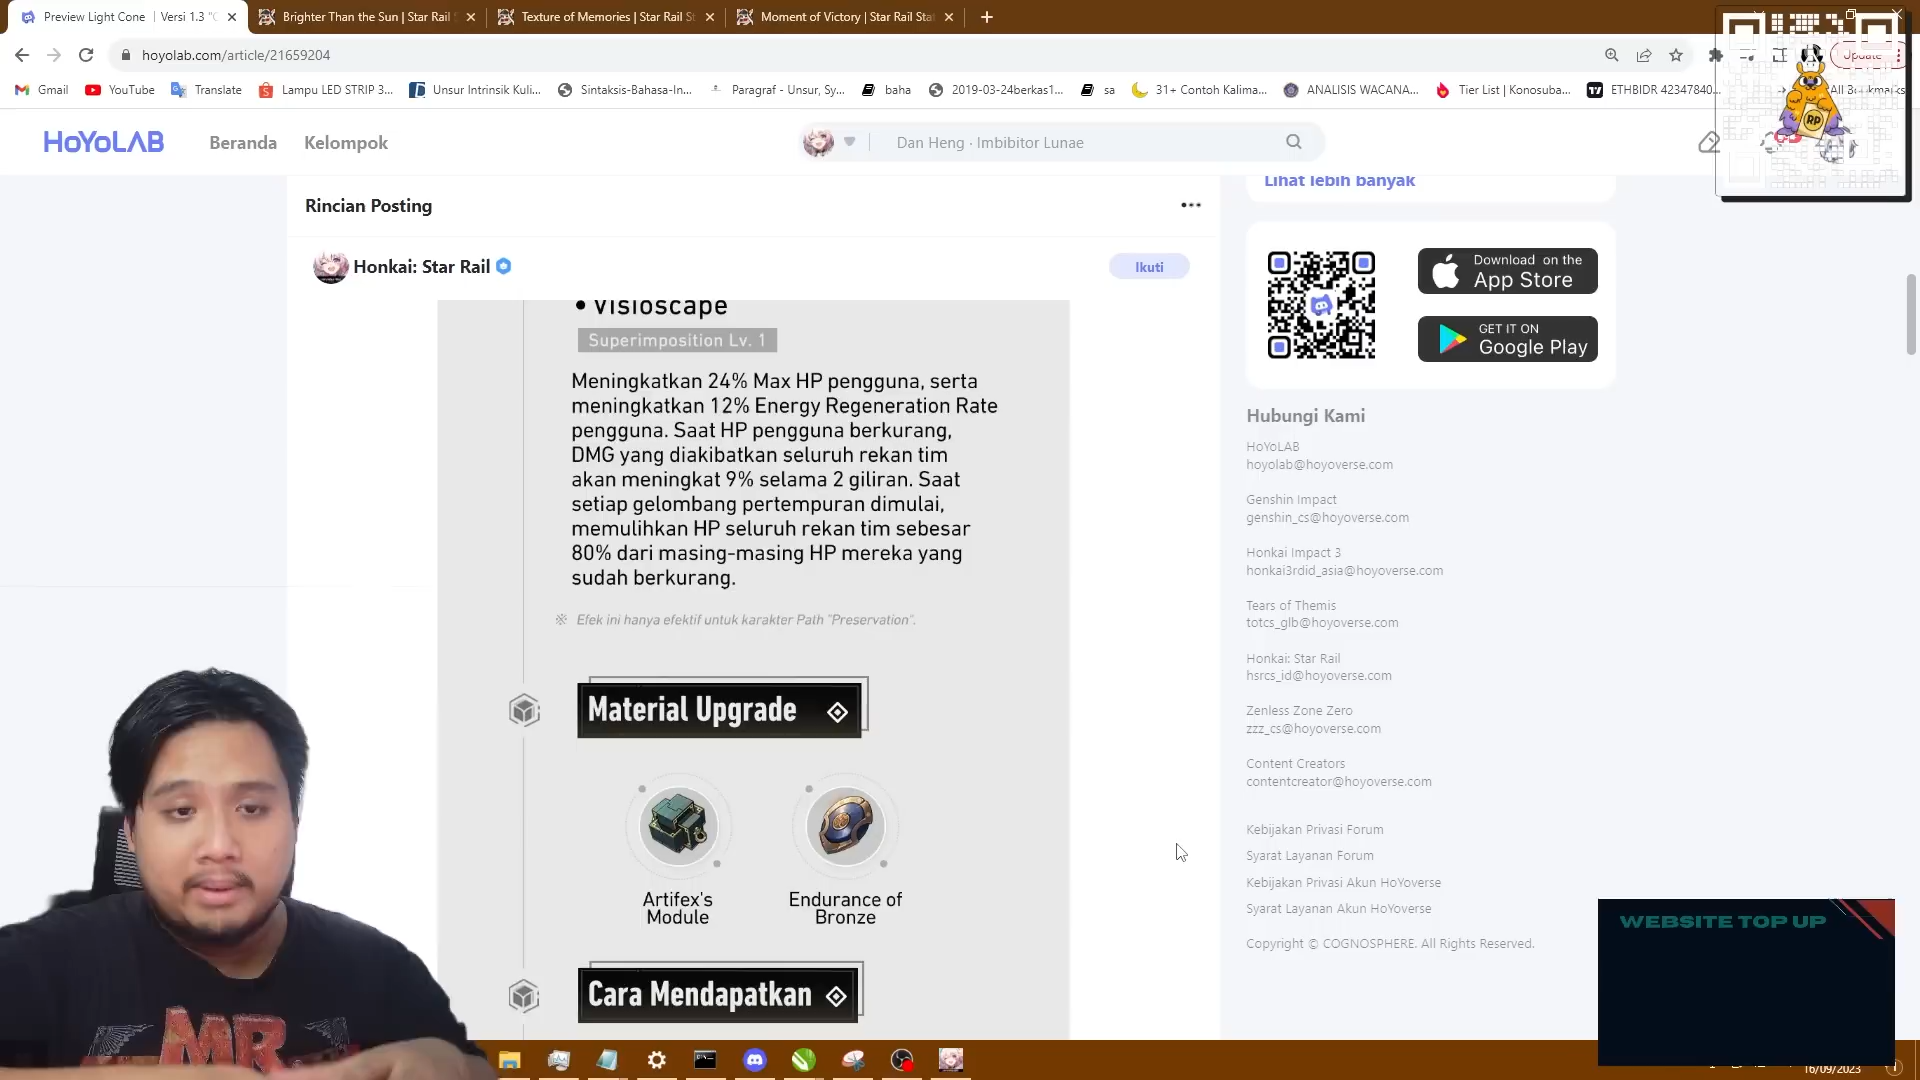 Preview Light Cone | Versi 1.3 "C
Brighter Than the Sun | Star Rail S
Texture of Memories | Star Rail St
Moment of Victory | Star Rail Stat
hoyolab.com/article/21659204
Update
Gmail
YouTube
Translate
Lampu LED STRIP 3...
Unsur Intrinsik Kuli...
Sintaksis-Bahasa-In...
Paragraf - Unsur, Sy...
baha
2019-03-24berkas1...
sa
31+ Contoh Kalima...
ANALISIS WACANA...
Tier List | Konosuba...
ETHBIDR 42347840...
All Bookmarks
HoYoLAB
Beranda
Kelompok
Dan Heng · Imbibitor Lunae
RP
Rincian Posting
Honkai: Star Rail
Ikuti
• Visioscape
Superimposition Lv. 1
Meningkatkan 24% Max HP pengguna, serta
meningkatkan 12% Energy Regeneration Rate
pengguna. Saat HP pengguna berkurang,
DMG yang diakibatkan seluruh rekan tim
akan meningkat 9% selama 2 giliran. Saat
setiap gelombang pertempuran dimulai,
memulihkan HP seluruh rekan tim sebesar
80% dari masing-masing HP mereka yang
sudah berkurang.
※ Efek ini hanya efektif untuk karakter Path "Preservation".
Material Upgrade
Artifex's
Module
Endurance of
Bronze
Cara Mendapatkan
Lihat lebih banyak
Download on the
App Store
GET IT ON
Google Play
Hubungi Kami
HoYoLAB
hoyolab@hoyoverse.com
Genshin Impact
genshin_cs@hoyoverse.com
Honkai Impact 3
honkai3rdid_asia@hoyoverse.com
Tears of Themis
totcs_glb@hoyoverse.com
Honkai: Star Rail
hsrcs_id@hoyoverse.com
Zenless Zone Zero
zzz_cs@hoyoverse.com
Content Creators
contentcreator@hoyoverse.com
Kebijakan Privasi Forum
Syarat Layanan Forum
Kebijakan Privasi Akun HoYoverse
Syarat Layanan Akun HoYoverse
Copyright © COGNOSPHERE. All Rights Reserved.
WEBSITE TOP UP
MR
16/09/2023